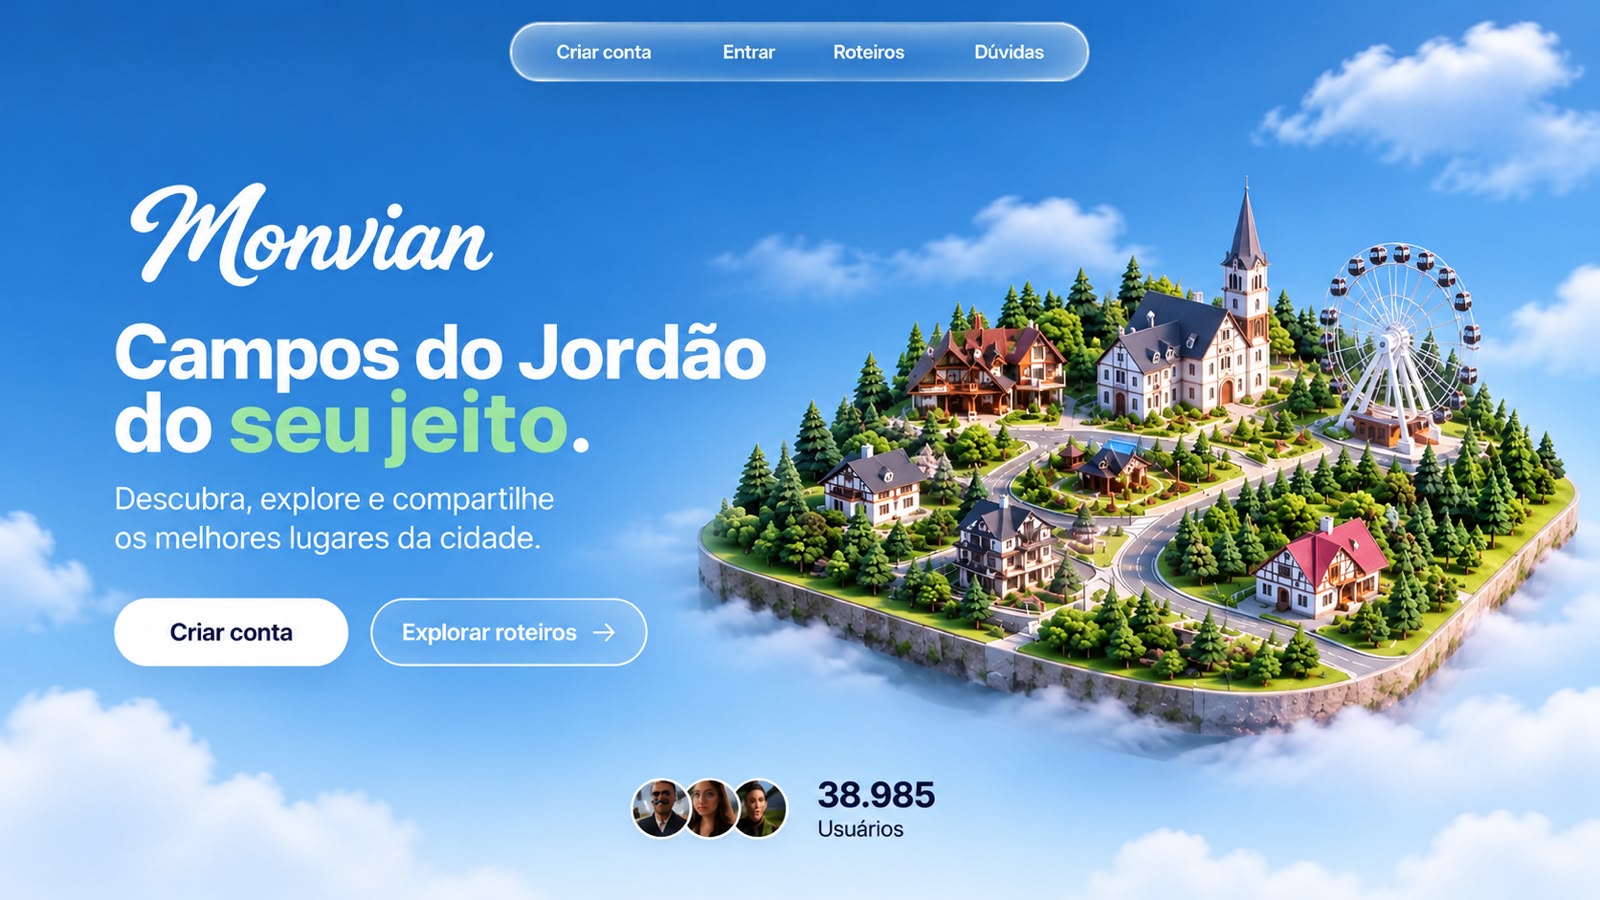 Criar conta
Entrar
Roteiros
Dúvidas
Monvian
Campos do Jordão
do seu jeito.
Descubra, explore e compartilhe
os melhores lugares da cidade.
Criar conta
Explorar roteiros →
38.985
Usuários